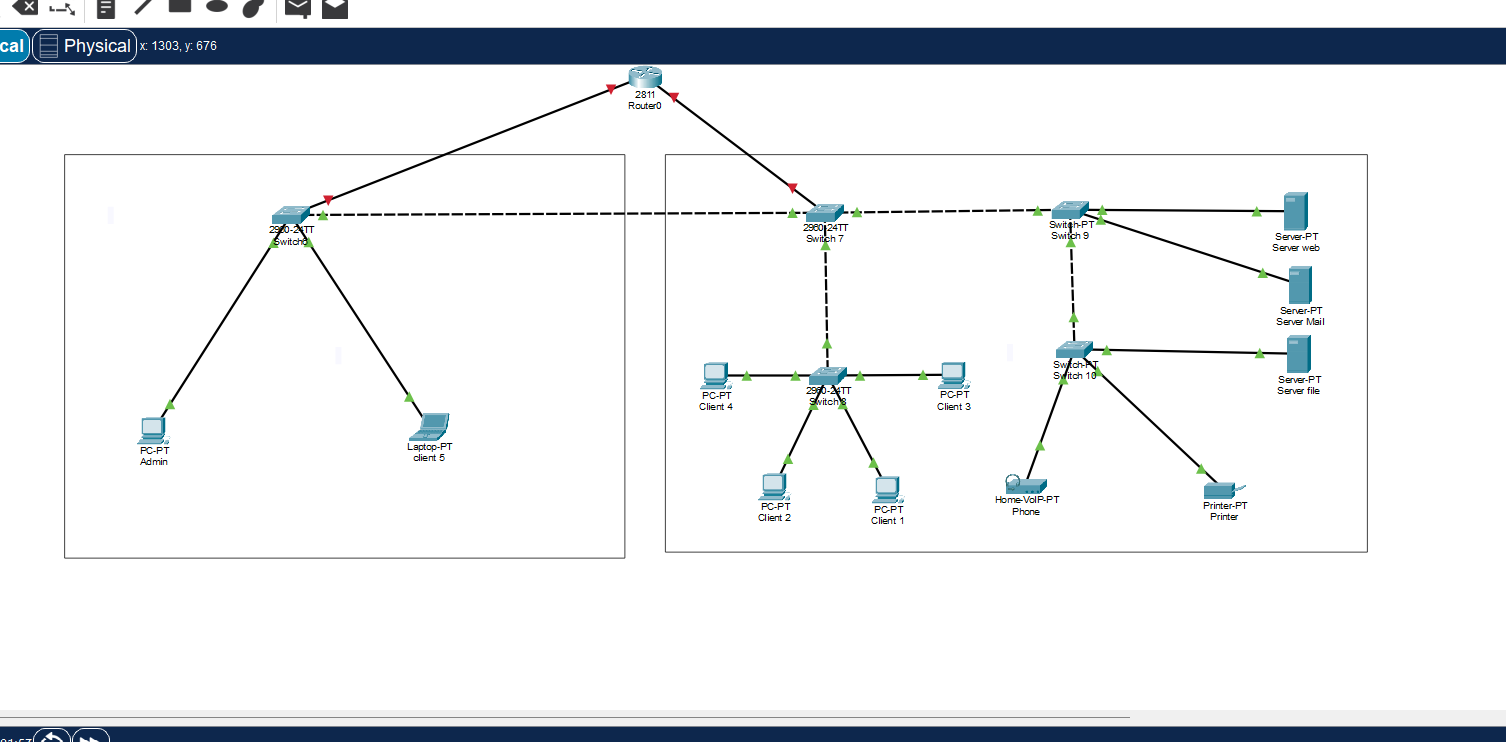 cal
Physical
x: 1303, y: 676
2811
Router0
2960-24TT
Switch6
2960-24TT
Switch 7
Switch-PT
Switch 9
Server-PT
Server web
Server-PT
Server Mail
Switch-PT
Switch 10
Server-PT
Server file
PC-PT
Client 4
2960-24TT
Switch 8
PC-PT
Client 3
PC-PT
Admin
Laptop-PT
client 5
PC-PT
Client 2
PC-PT
Client 1
Home-VoIP-PT
Phone
Printer-PT
Printer